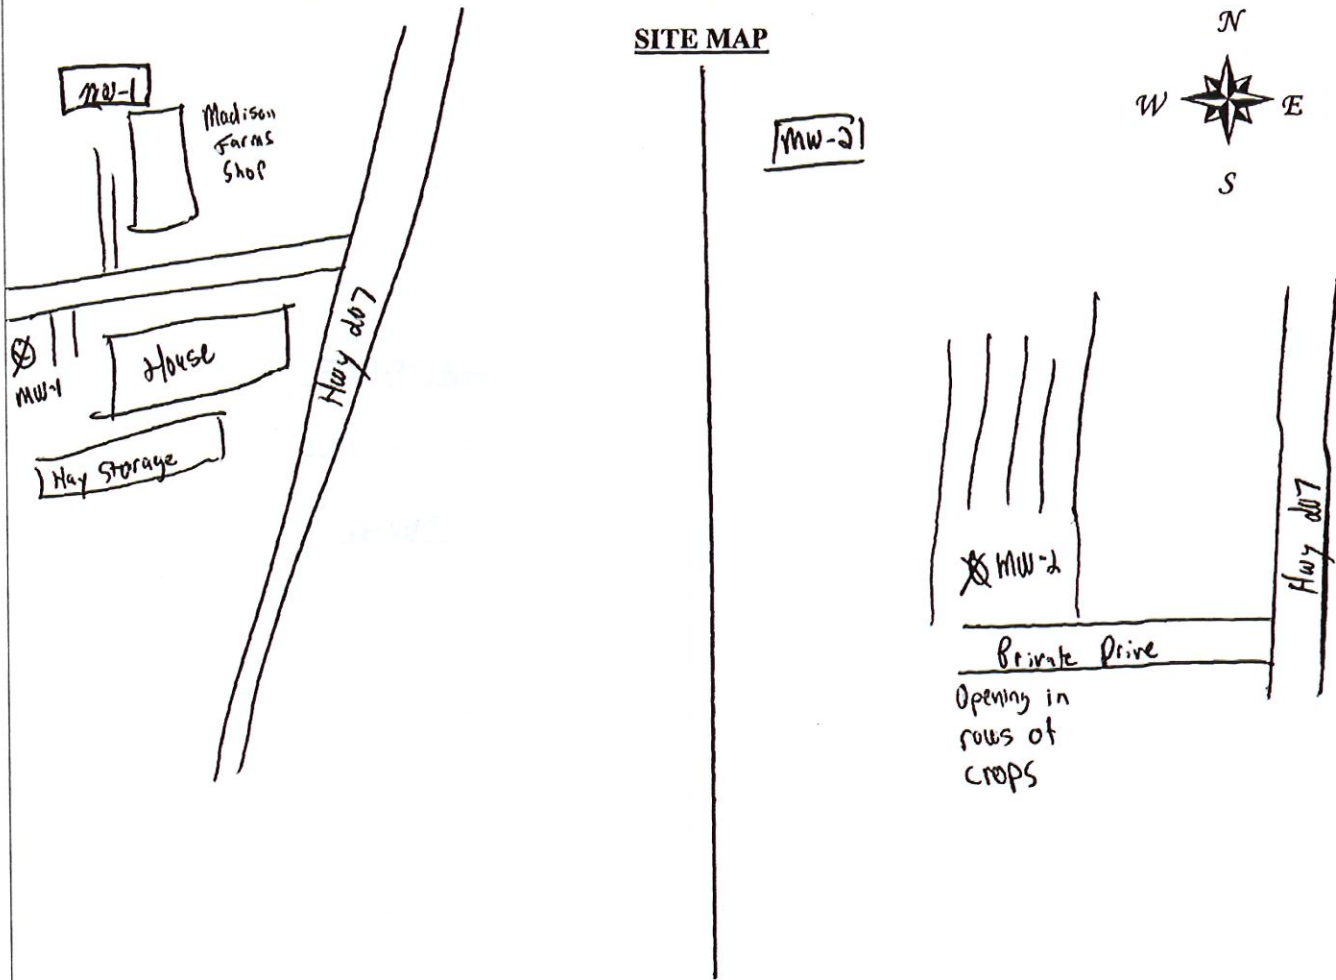 SITE MAP
N
W E
S
MW-1
Madison
Farms
Shop
Hwy 207
House
MW-1
Hay Storage
MW-2
MW-2
Hwy 207
Private Drive
Opening in
rows of
crops